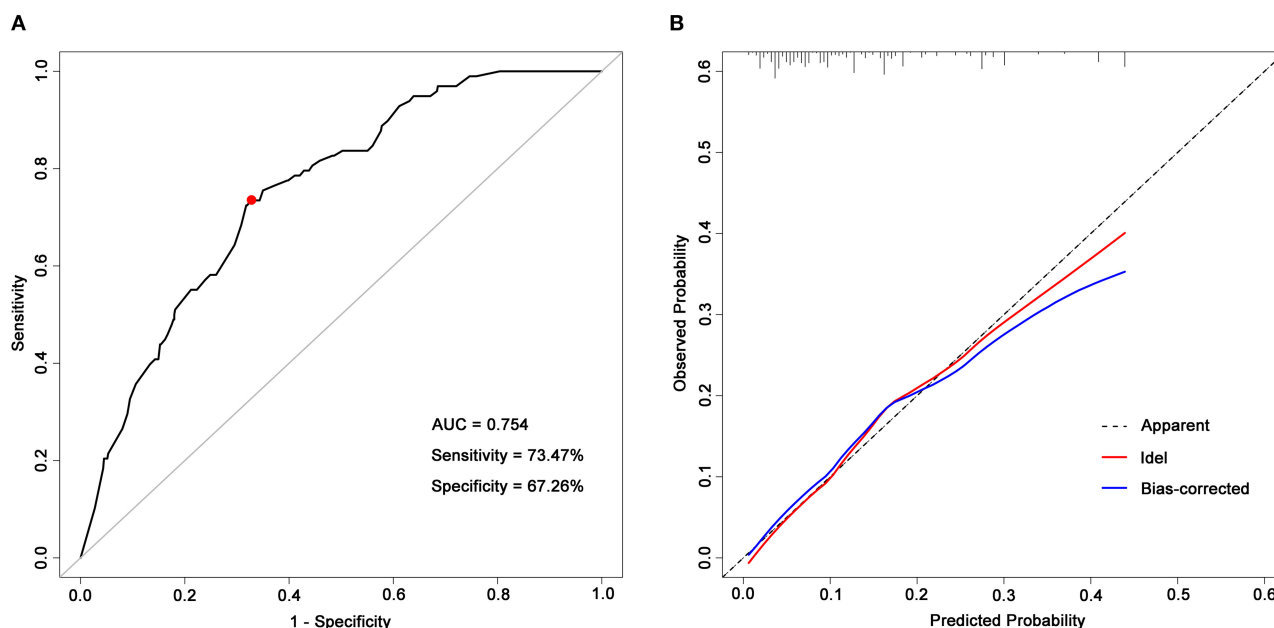 A
1.0
0.8
0.6
0.4
0.2
0.0
Sensitivity
AUC = 0.754
Sensitivity = 73.47%
Specificity = 67.26%
0.0 0.2 0.4 0.6 0.8 1.0
1 - Specificity
B
0.6
0.5
0.4
0.3
0.2
0.1
0.0
Observed Probability
Apparent
Idel
Bias-corrected
0.0 0.1 0.2 0.3 0.4 0.5 0.6
Predicted Probability